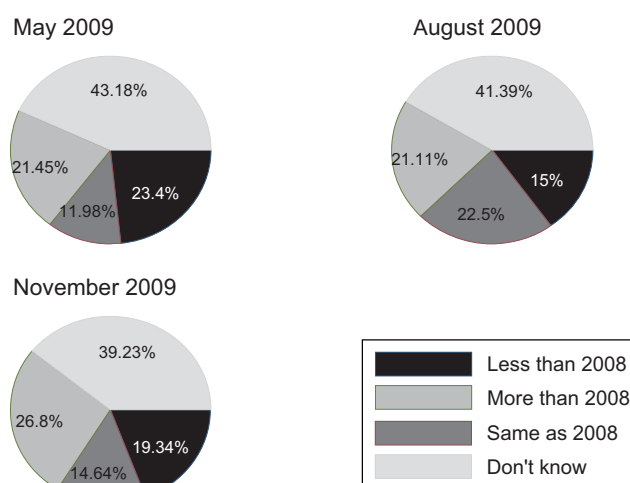 May 2009
43.18%
21.45%
23.4%
11.98%
August 2009
41.39%
21.11%
15%
22.5%
November 2009
39.23%
26.8%
19.34%
14.64%
Less than 2008
More than 2008
Same as 2008
Don't know